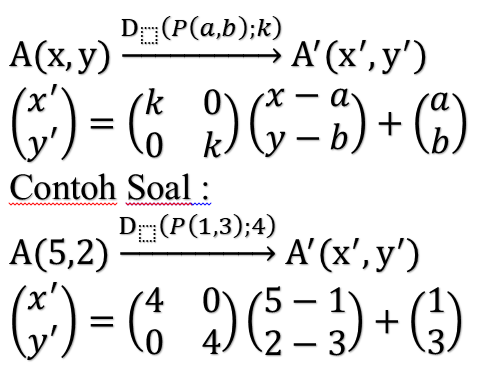 A(x,y) D⬚(P(a,b);k) → A′(x′,y′)
(x′ y′) = (k 0 0 k)(x − a y − b) + (a b)
Contoh Soal :
A(5,2) D⬚(P(1,3);4) → A′(x′,y′)
(x′ y′) = (4 0 0 4)(5 − 1 2 − 3) + (1 3)